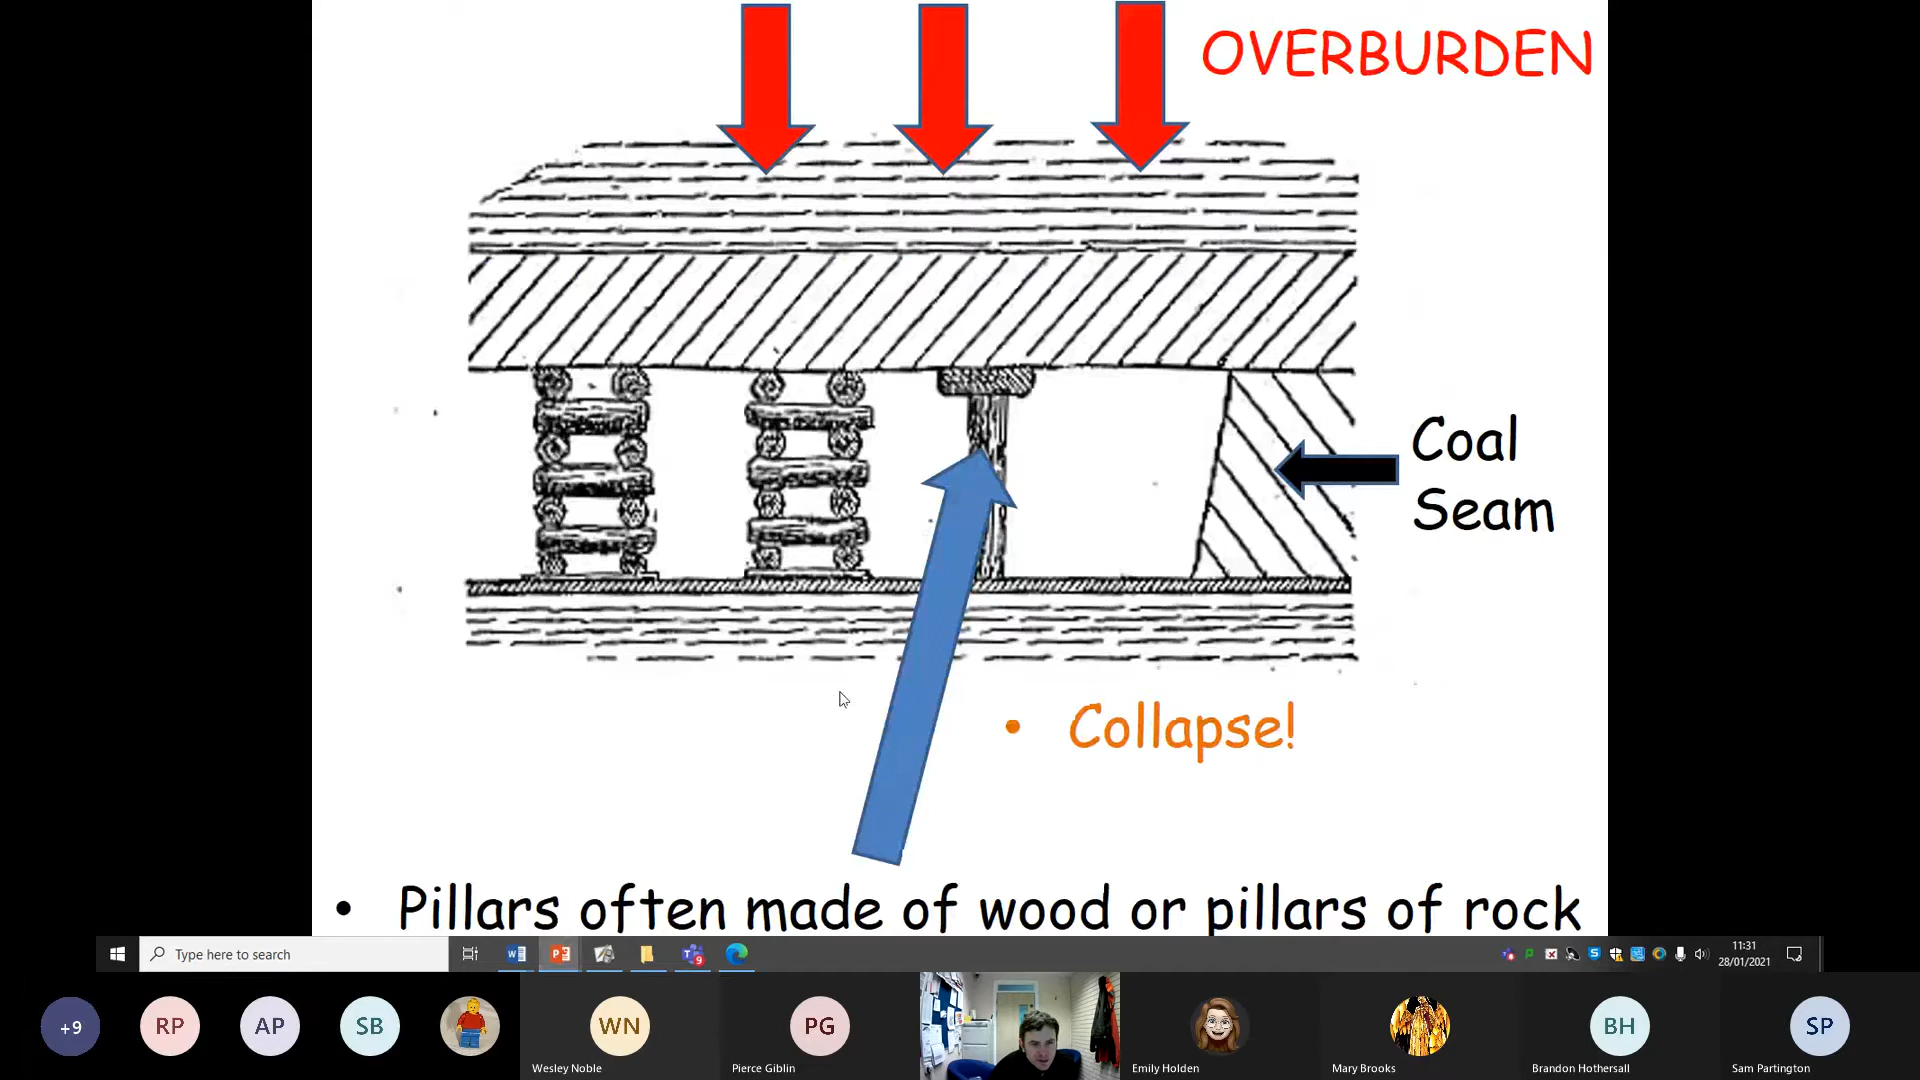 OVERBURDEN
Coal
Seam
• Collapse!
• Pillars often made of wood or pillars of rock
Type here to search
11:31
28/01/2021
+9
RP
AP
SB
WN
PG
BH
SP
Wesley Noble
Pierce Giblin
Emily Holden
Mary Brooks
Brandon Hothersall
Sam Partington